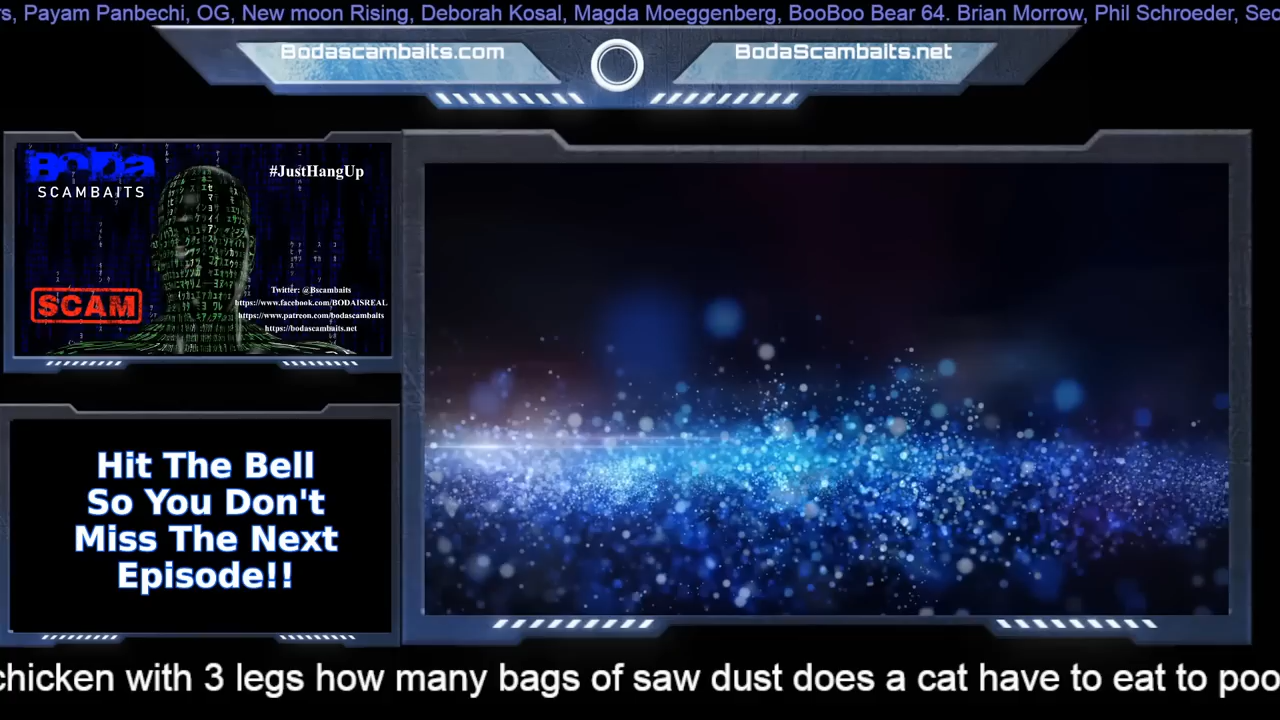 Payam Panbechi, OG, New moon Rising, Deborah Kosal, Magda Moeggenberg, BooBoo Bear 64. Brian Morrow, Phil Schroeder,
Bodascambaits.com
BodaScambaits.net
BoDa
SCAMBAITS
#JustHangUp
SCAM
Twitter: @Bscambaits
https://www.facebook.com/BODAISREAL
https://www.patreon.com/bodascambaits
https://bodascambaits.net
Hit The Bell
So You Don't
Miss The Next
Episode!!
chicken with 3 legs how many bags of saw dust does a cat have to eat to poo